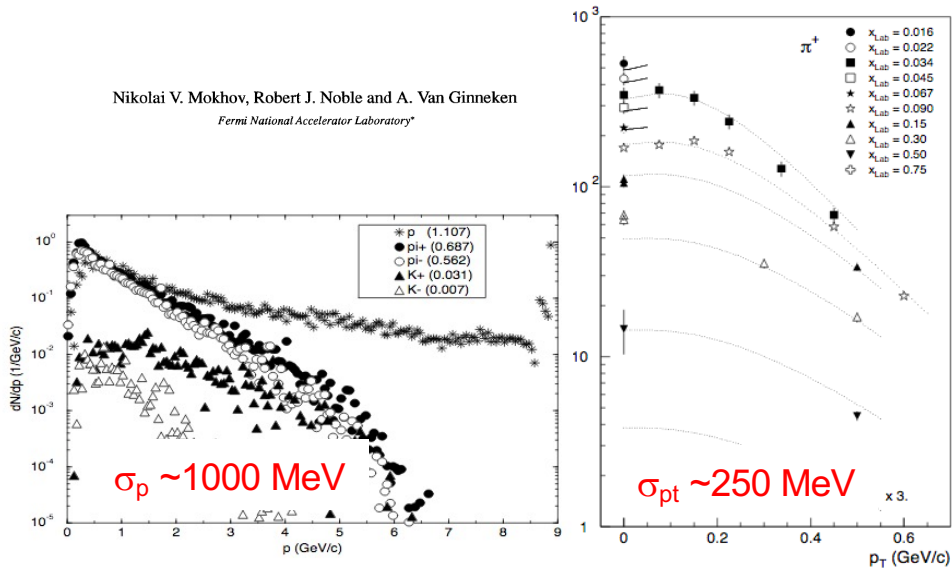 Nikolai V. Mokhov, Robert J. Noble and A. Van Ginneken
Fermi National Accelerator Laboratory*
dN/dp (1/GeV/c)
10⁰
10⁻¹
10⁻²
10⁻³
10⁻⁴
10⁻⁵
p (1.107)
pi+ (0.687)
pi- (0.562)
K+ (0.031)
K- (0.007)
σp ~1000 MeV
0 1 2 3 4 5 6 7 8 9
p (GeV/c)
10³
10²
10
1
π⁺
xLab = 0.016
xLab = 0.022
xLab = 0.034
xLab = 0.045
xLab = 0.067
xLab = 0.090
xLab = 0.15
xLab = 0.30
xLab = 0.50
xLab = 0.75
σpt ~250 MeV
x 3.
0 0.2 0.4 0.6
pT (GeV/c)